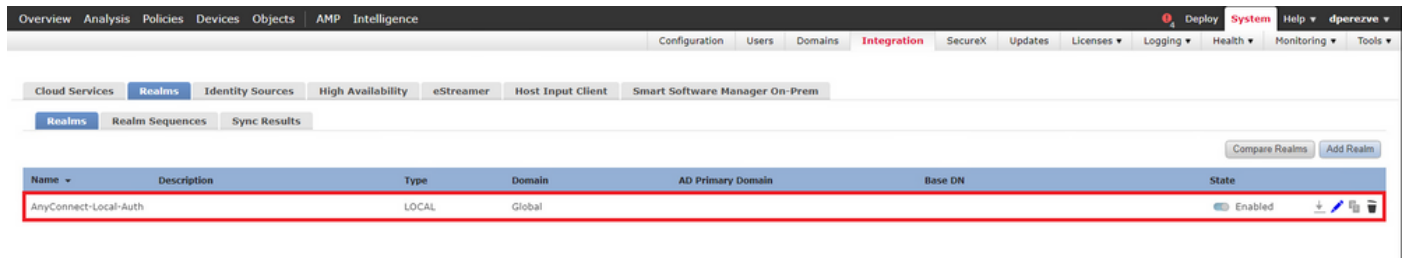 Overview Analysis Policies Devices Objects AMP Intelligence 4 Deploy System Help dperezve
Configuration Users Domains Integration SecureX Updates Licenses Logging Health Monitoring Tools
Cloud Services Realms Identity Sources High Availability eStreamer Host Input Client Smart Software Manager On-Prem
Realms Realm Sequences Sync Results
Compare Realms Add Realm
Name Description Type Domain AD Primary Domain Base DN State
AnyConnect-Local-Auth LOCAL Global Enabled